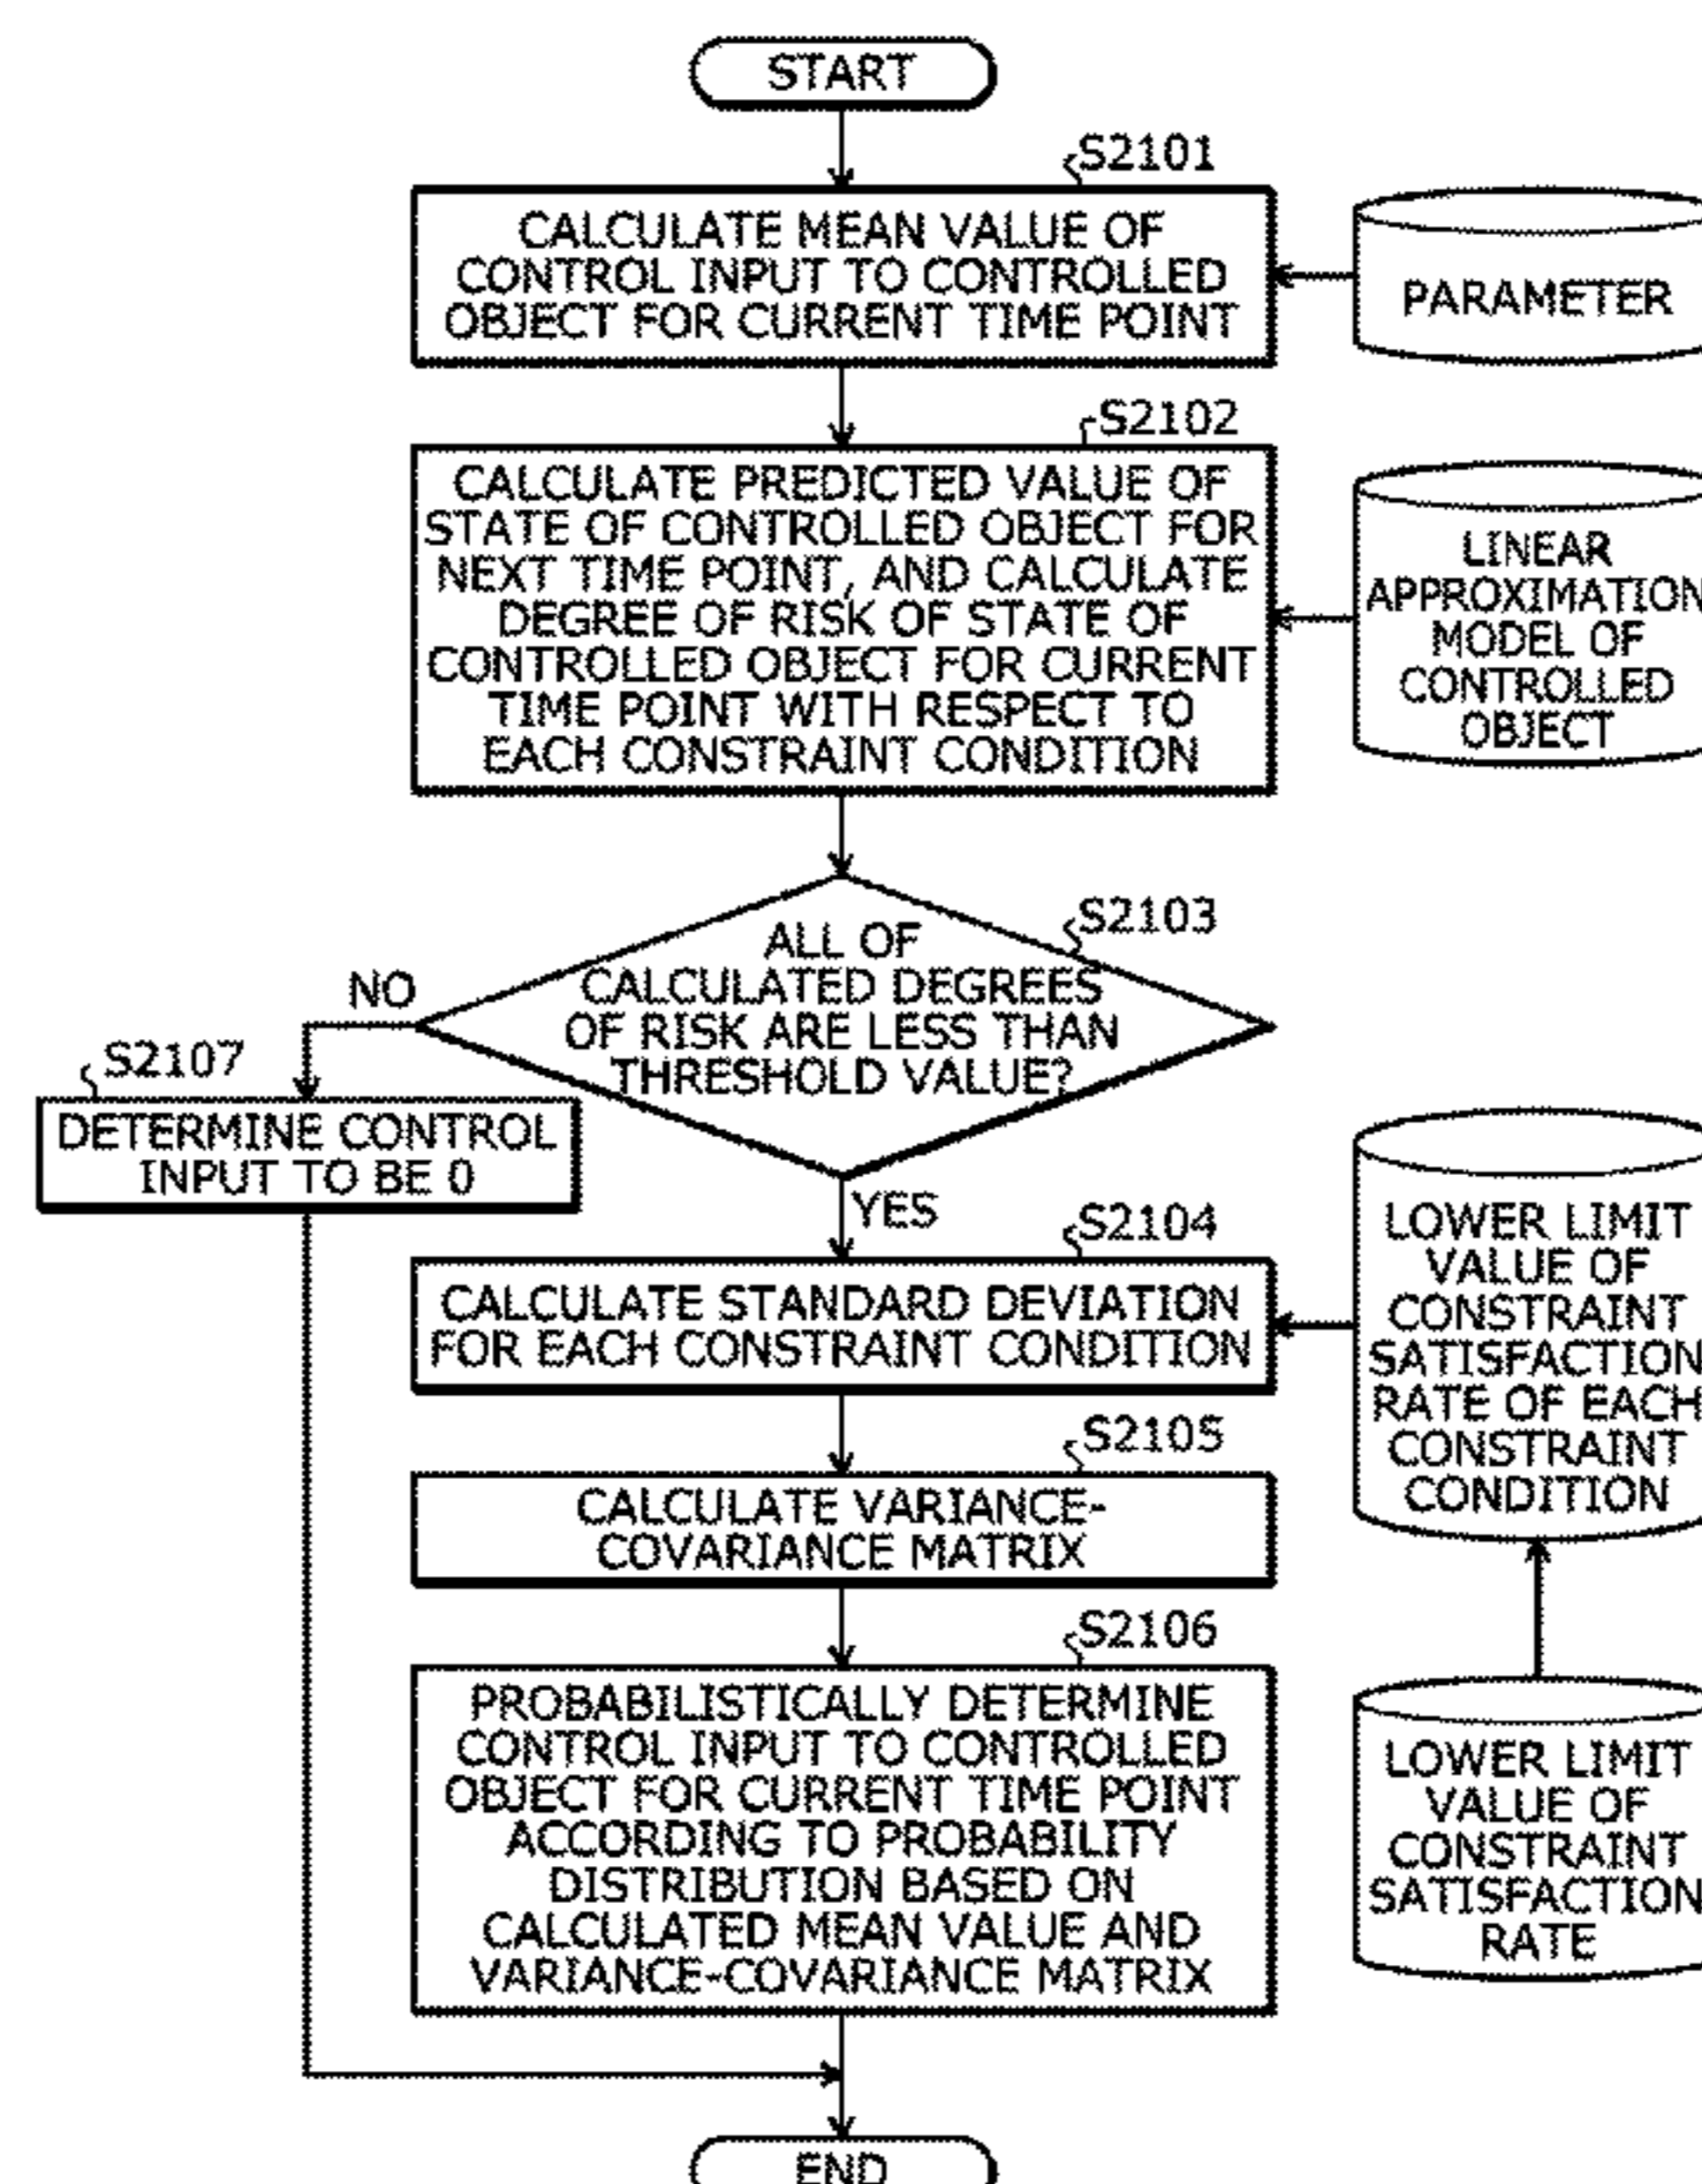 START
S2101
CALCULATE MEAN VALUE OF
CONTROL INPUT TO CONTROLLED
OBJECT FOR CURRENT TIME POINT
PARAMETER
S2102
CALCULATE PREDICTED VALUE OF
STATE OF CONTROLLED OBJECT FOR
NEXT TIME POINT, AND CALCULATE
DEGREE OF RISK OF STATE OF
CONTROLLED OBJECT FOR CURRENT
TIME POINT WITH RESPECT TO
EACH CONSTRAINT CONDITION
LINEAR
APPROXIMATION
MODEL OF
CONTROLLED
OBJECT
S2103
ALL OF
CALCULATED DEGREES
OF RISK ARE LESS THAN
THRESHOLD VALUE?
NO
S2107
DETERMINE CONTROL
INPUT TO BE 0
YES
S2104
CALCULATE STANDARD DEVIATION
FOR EACH CONSTRAINT CONDITION
LOWER LIMIT
VALUE OF
CONSTRAINT
SATISFACTION
RATE OF EACH
CONSTRAINT
CONDITION
S2105
CALCULATE VARIANCE-
COVARIANCE MATRIX
S2106
PROBABILISTICALLY DETERMINE
CONTROL INPUT TO CONTROLLED
OBJECT FOR CURRENT TIME POINT
ACCORDING TO PROBABILITY
DISTRIBUTION BASED ON
CALCULATED MEAN VALUE AND
VARIANCE-COVARIANCE MATRIX
LOWER LIMIT
VALUE OF
CONSTRAINT
SATISFACTION
RATE
END